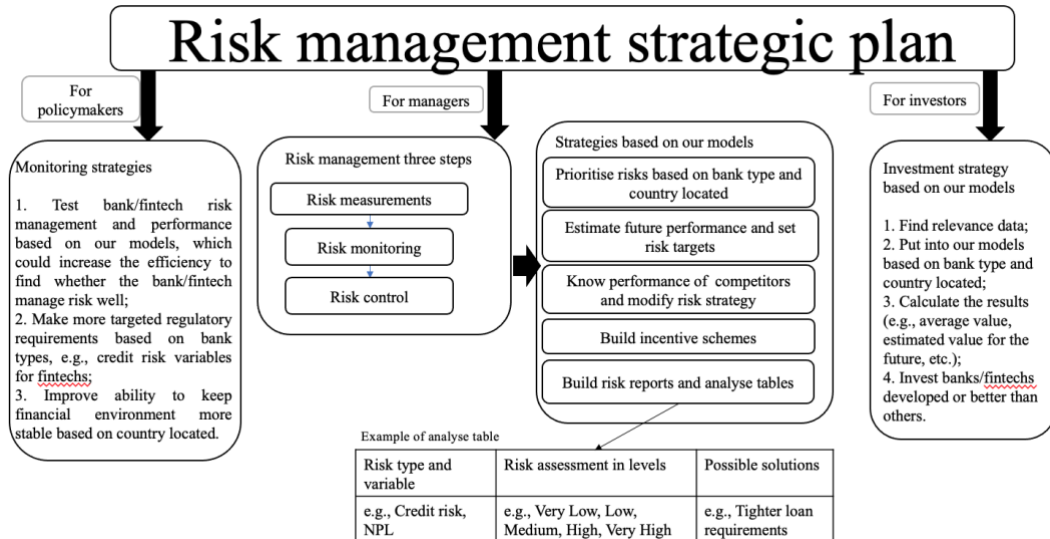 Risk management strategic plan
For
policymakers
For managers
For investors
Monitoring strategies
1. Test bank/fintech risk
management and performance
based on our models, which
could increase the efficiency to
find whether the bank/fintech
manage risk well;
2. Make more targeted regulatory
requirements based on bank
types, e.g., credit risk variables
for fintechs;
3. Improve ability to keep
financial environment more
stable based on country located.
Risk management three steps
Risk measurements
Risk monitoring
Risk control
Strategies based on our models
Prioritise risks based on bank type and
country located
Estimate future performance and set
risk targets
Know performance of competitors
and modify risk strategy
Build incentive schemes
Build risk reports and analyse tables
Investment strategy
based on our models
1. Find relevance data;
2. Put into our models
based on bank type and
country located;
3. Calculate the results
(e.g., average value,
estimated value for the
future, etc.);
4. Invest banks/fintechs
developed or better than
others.
Example of analyse table
Risk type and
variable
Risk assessment in levels
Possible solutions
e.g., Credit risk,
NPL
e.g., Very Low, Low,
Medium, High, Very High
e.g., Tighter loan
requirements